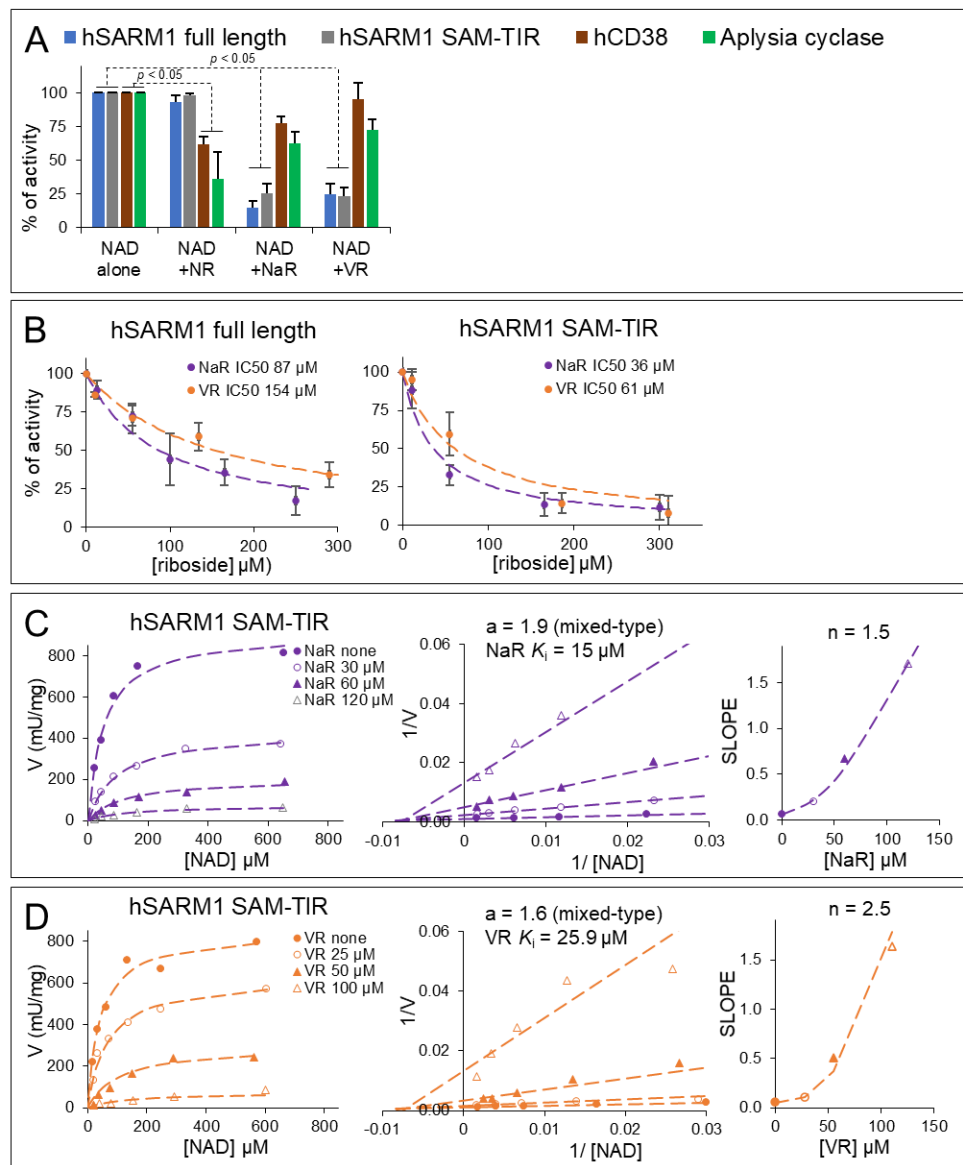 A
hSARM1 full length
hSARM1 SAM-TIR
hCD38
Aplysia cyclase
p < 0.05
p < 0.05
% of activity
100
75
50
25
0
NAD alone
NAD +NR
NAD +NaR
NAD +VR
B
hSARM1 full length
NaR IC50 87 µM
VR IC50 154 µM
% of activity
100
75
50
25
0
0 100 200 300
[riboside] µM)
hSARM1 SAM-TIR
NaR IC50 36 µM
VR IC50 61 µM
100
75
50
25
0
0 100 200 300
[riboside] µM)
C
hSARM1 SAM-TIR
NaR none
NaR 30 µM
NaR 60 µM
NaR 120 µM
V (mU/mg)
800
600
400
200
0
0 200 400 600
[NAD] µM
a = 1.9 (mixed-type)
NaR Ki = 15 µM
1/V
0.06
0.04
0.02
0.00
-0.01 0 0.01 0.02 0.03
1/ [NAD]
n = 1.5
SLOPE
1.5
1.0
0.5
0.0
0 50 100 150
[NaR] µM
D
hSARM1 SAM-TIR
VR none
VR 25 µM
VR 50 µM
VR 100 µM
V (mU/mg)
800
600
400
200
0
0 200 400 600
[NAD] µM
a = 1.6 (mixed-type)
VR Ki = 25.9 µM
1/V
0.06
0.04
0.02
0.00
-0.01 0 0.01 0.02 0.03
1/ [NAD]
n = 2.5
SLOPE
1.5
1.0
0.5
0.0
0 50 100 150
[VR] µM